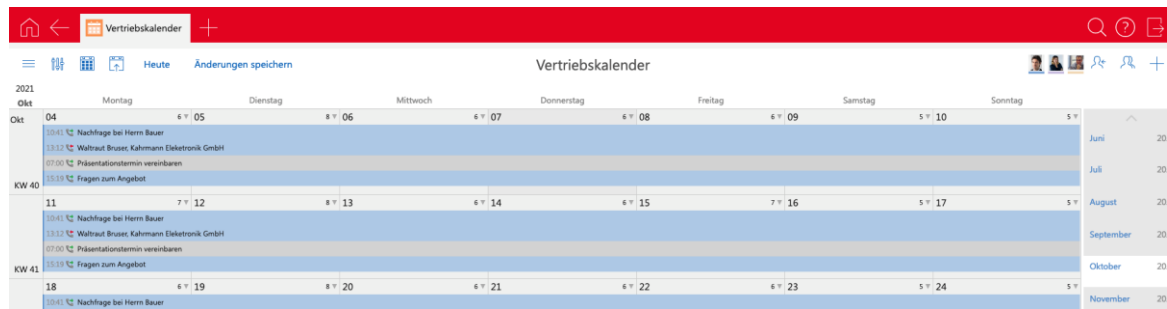 Vertriebskalender
Heute Änderungen speichern Vertriebskalender
2021
Okt Montag Dienstag Mittwoch Donnerstag Freitag Samstag Sonntag
Okt 04 6 05 8 06 6 07 6 08 6 09 5 10 5
10:41 Nachfrage bei Herrn Bauer
13:12 Waltraut Bruser, Kahrmann Eleketronik GmbH
07:00 Präsentationstermin vereinbaren
15:19 Fragen zum Angebot
KW 40
11 7 12 8 13 6 14 6 15 7 16 5 17 5
10:41 Nachfrage bei Herrn Bauer
13:12 Waltraut Bruser, Kahrmann Eleketronik GmbH
07:00 Präsentationstermin vereinbaren
15:19 Fragen zum Angebot
KW 41
18 6 19 8 20 6 21 6 22 6 23 5 24 5
10:41 Nachfrage bei Herrn Bauer
Juni 20
Juli 20
August 20
September 20
Oktober 20
November 20